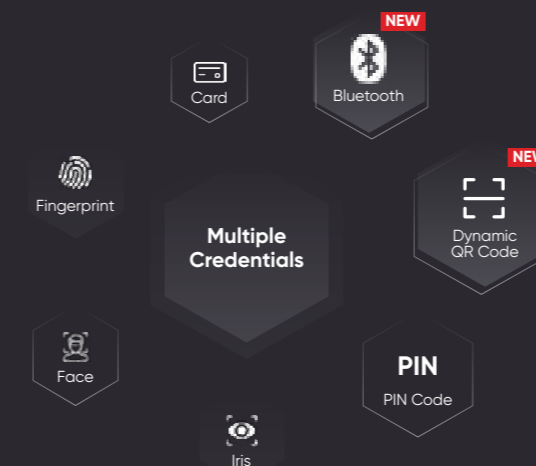 NEW
Card
Bluetooth
NEW
Fingerprint
Multiple
Credentials
Dynamic
QR Code
Face
PIN
PIN Code
Iris